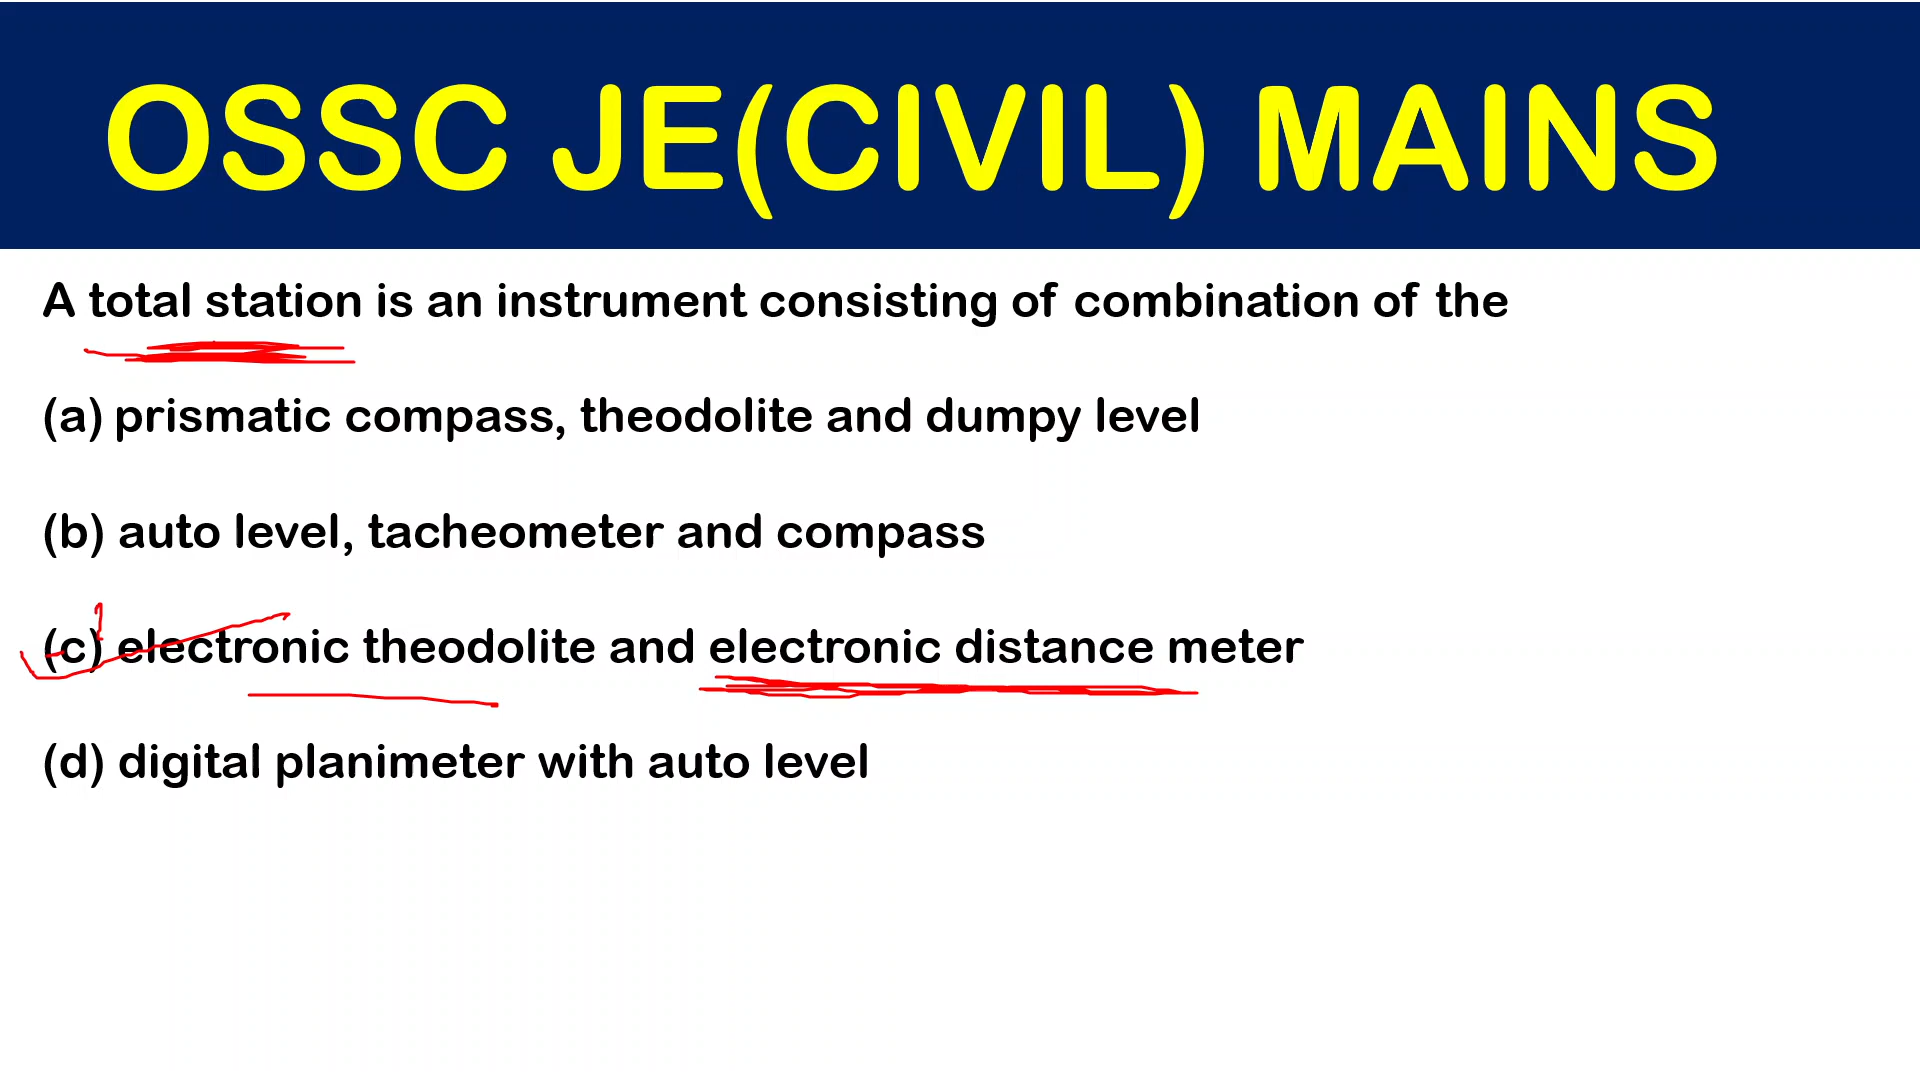 OSSC JE(CIVIL) MAINS
A total station is an instrument consisting of combination of the
(a) prismatic compass, theodolite and dumpy level
(b) auto level, tacheometer and compass
(c) electronic theodolite and electronic distance meter
(d) digital planimeter with auto level